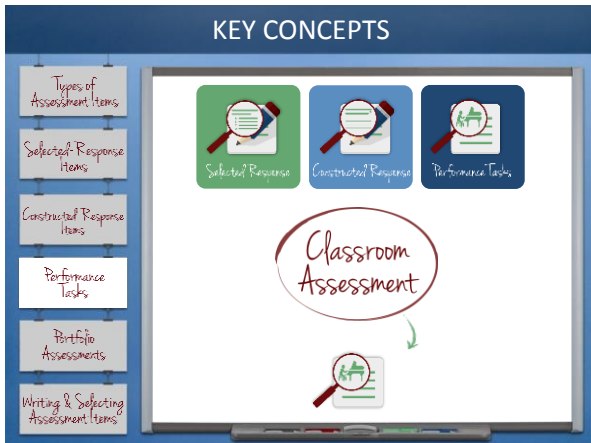 KEY CONCEPTS
Types of
Assessment Items
Selected-Response
Items
Constructed Response
Items
Performance
Tasks
Portfolio
Assessments
Writing & Selecting
Assessment Items
Selected Response
Constructed Response
Performance Tasks
Classroom
Assessment